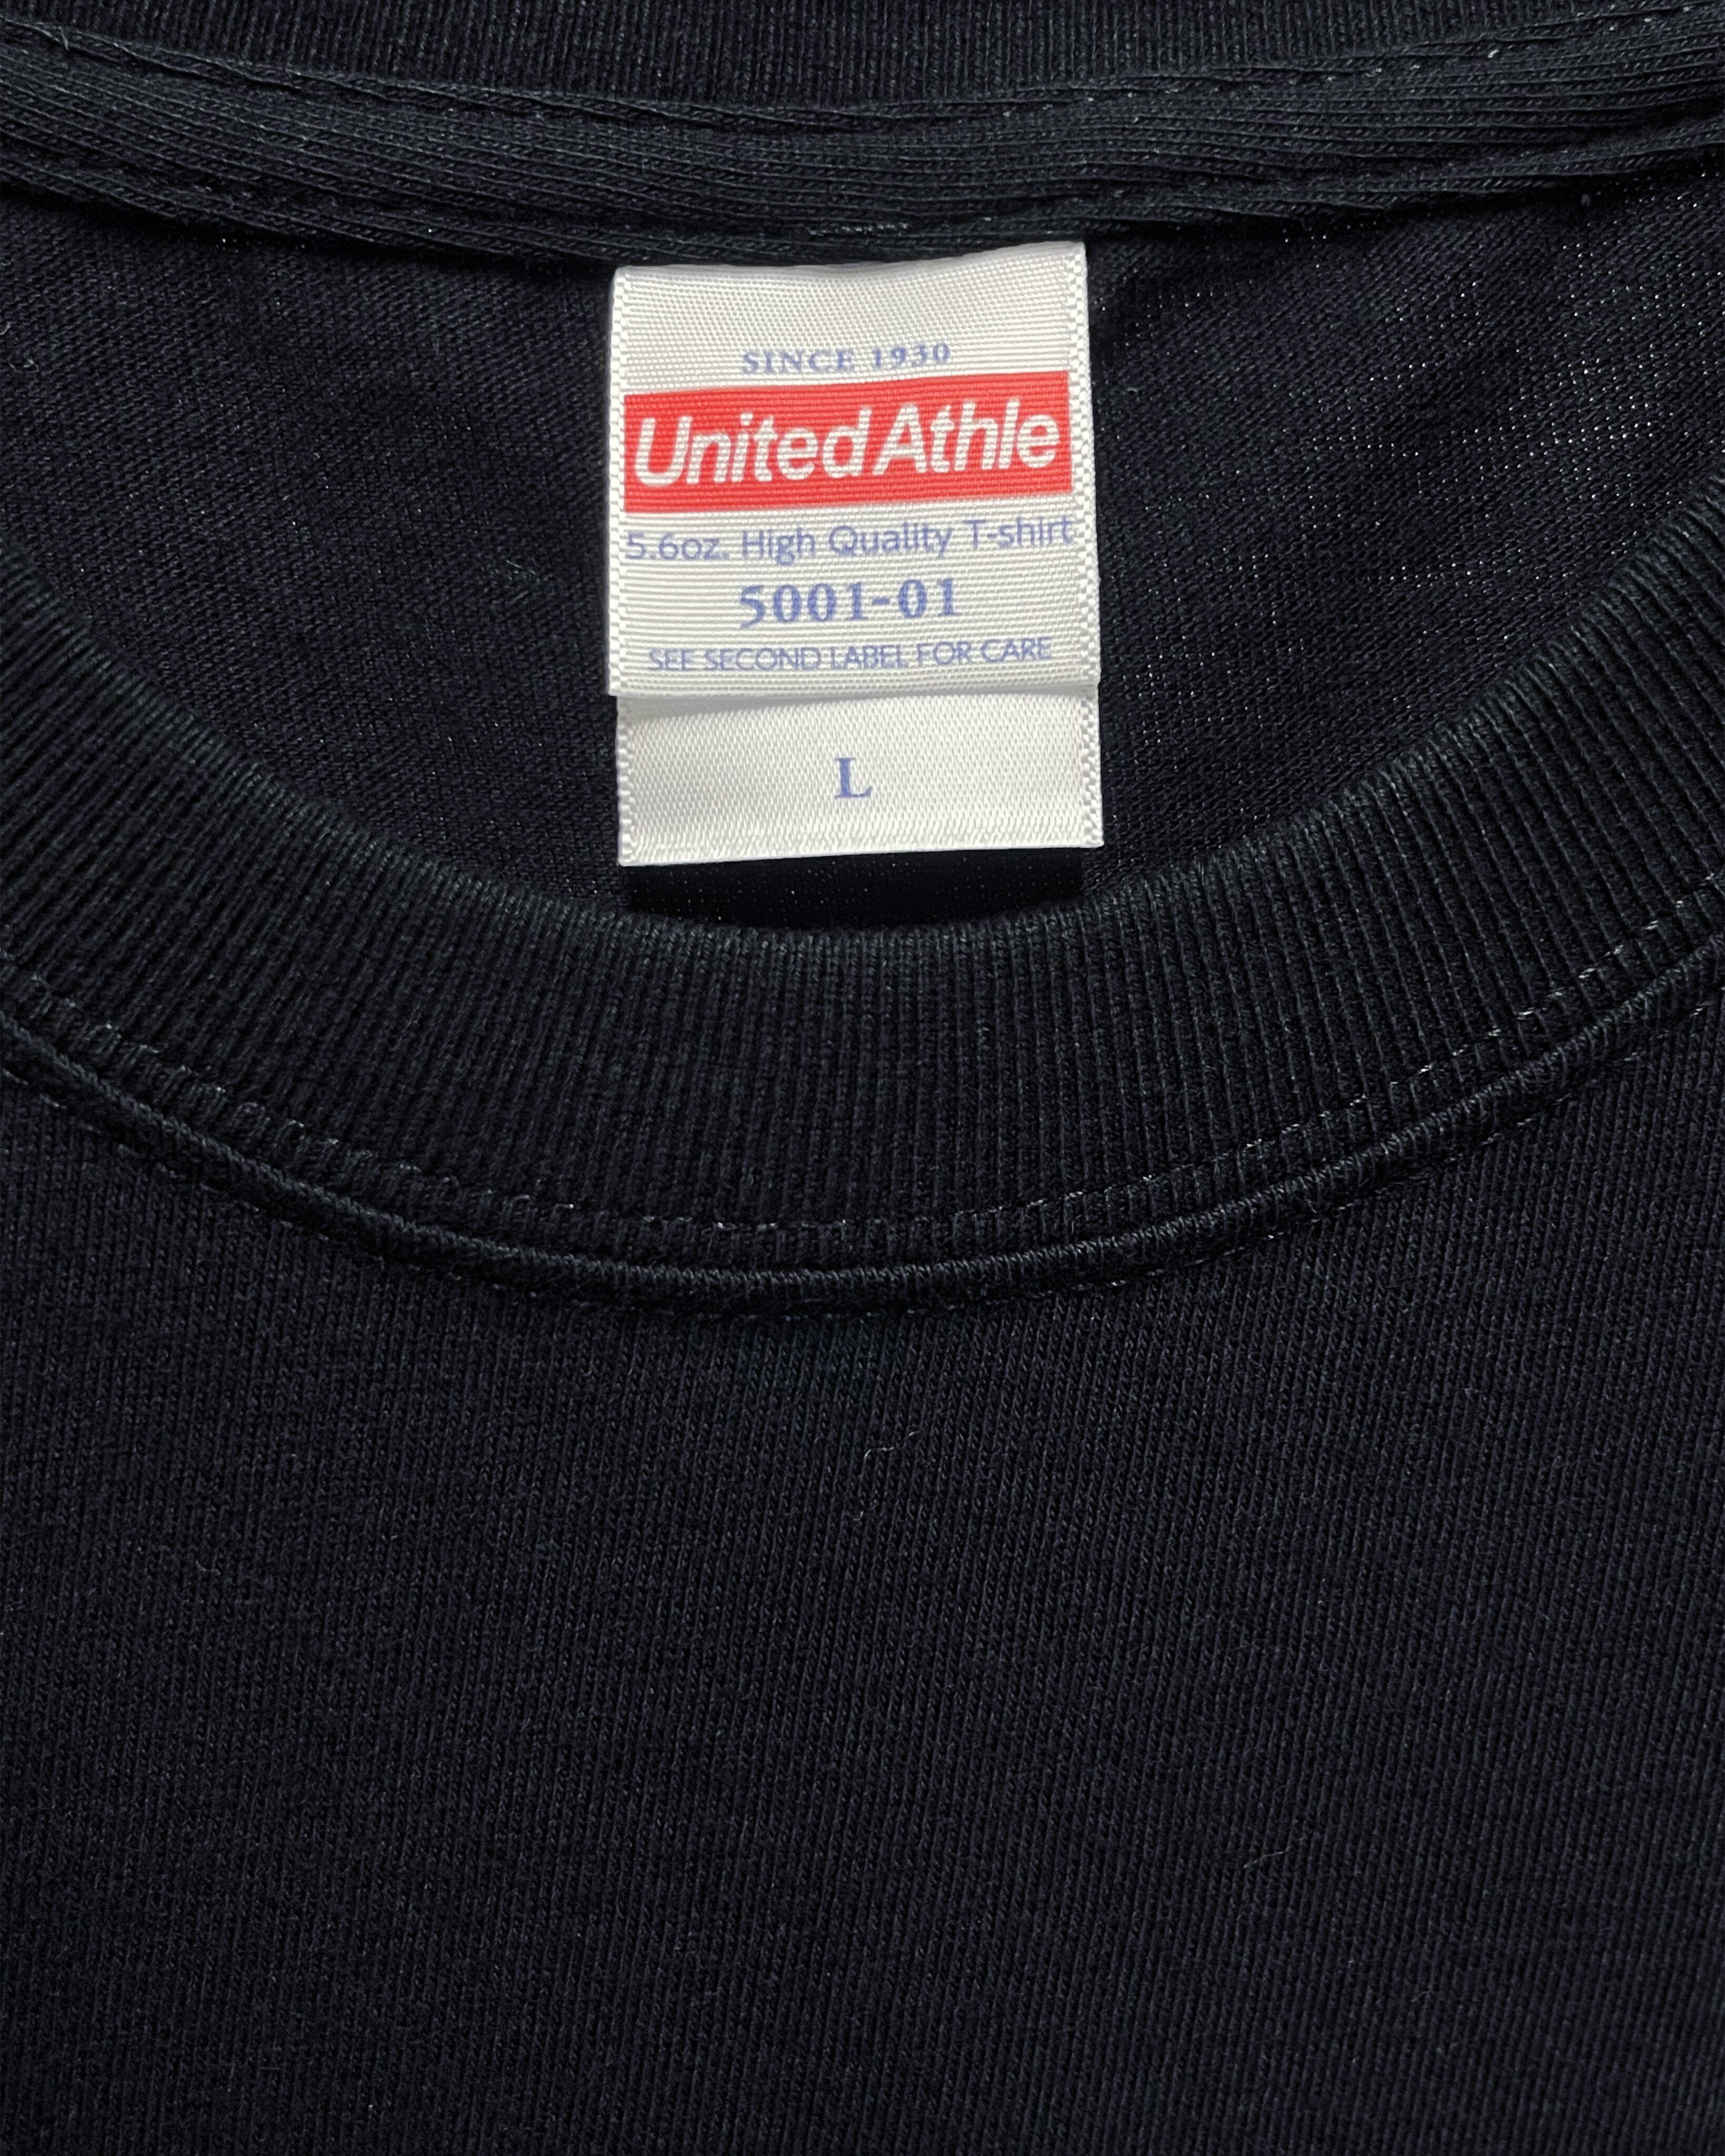 SINCE 1930
United Athle
5.6oz. High Quality T-shirt
5001-01
SEE SECOND LABEL FOR CARE
L